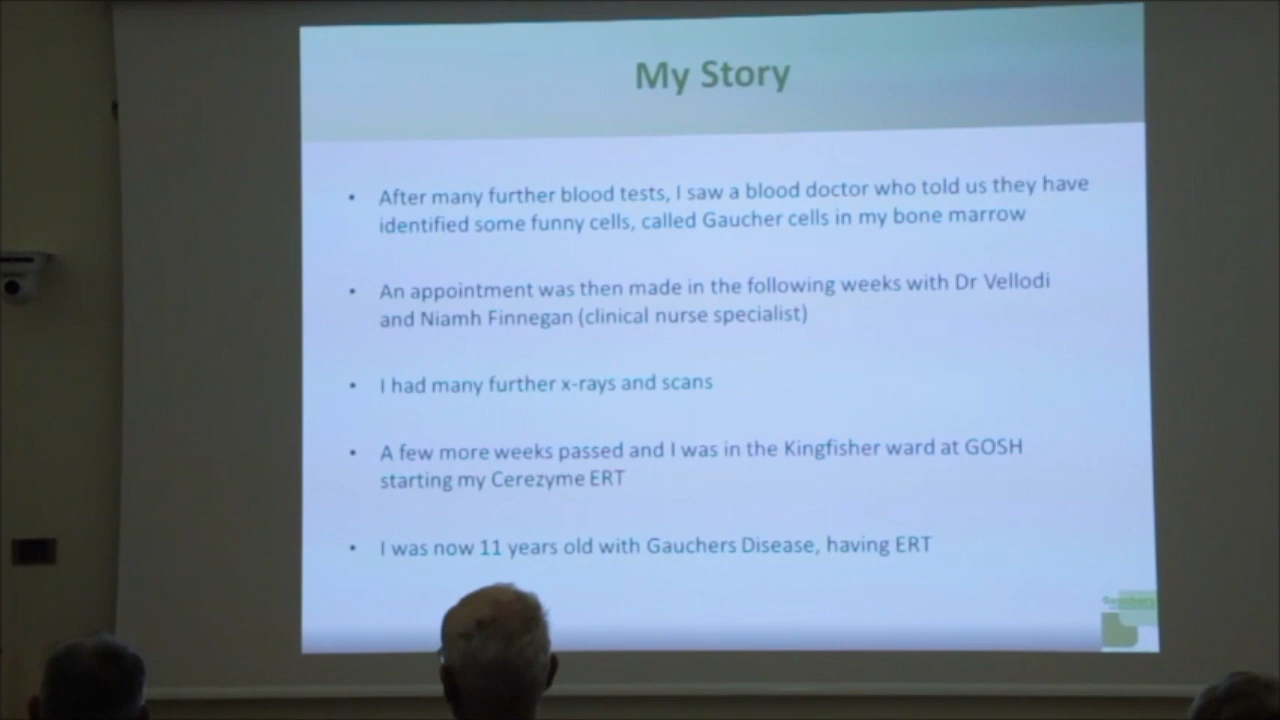 My Story
• After many further blood tests, I saw a blood doctor who told us they have
identified some funny cells, called Gaucher cells in my bone marrow
• An appointment was then made in the following weeks with Dr Vellodi
and Niamh Finnegan (clinical nurse specialist)
• I had many further x-rays and scans
• A few more weeks passed and I was in the Kingfisher ward at GOSH
starting my Cerezyme ERT
• I was now 11 years old with Gauchers Disease, having ERT